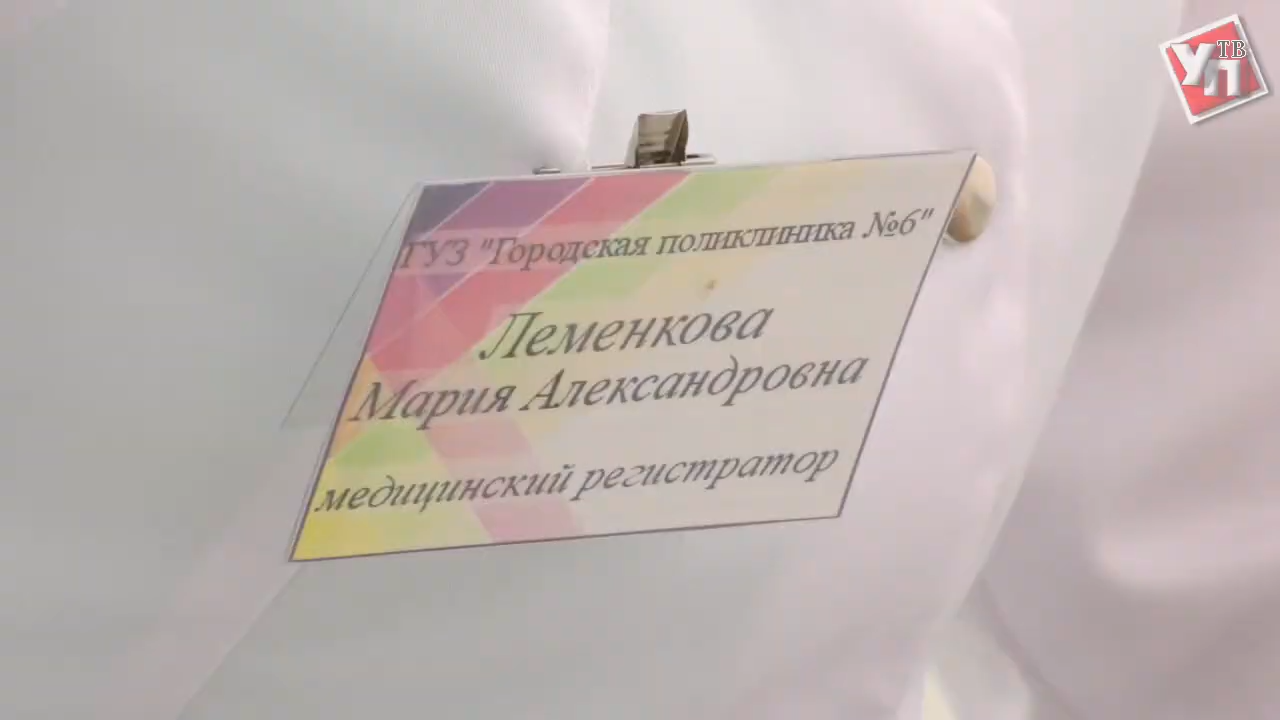 УП ТВ
ГУЗ "Городская поликлиника №6"
Леменкова
Мария Александровна
медицинский регистратор